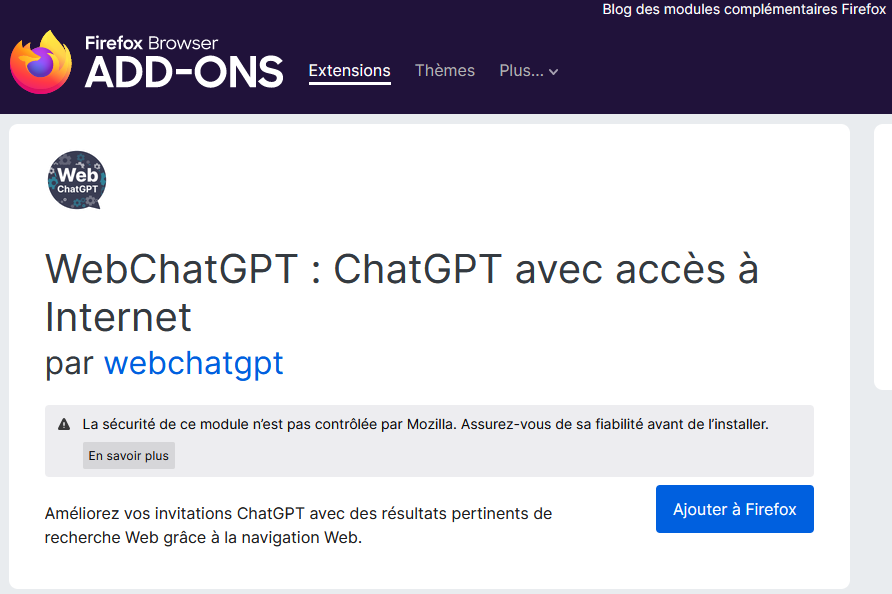 Blog des modules complémentaires Firefox
Firefox Browser
ADD-ONS
Extensions
Thèmes
Plus...
Web
ChatGPT
WebChatGPT : ChatGPT avec accès à
Internet
par webchatgpt
La sécurité de ce module n’est pas contrôlée par Mozilla. Assurez-vous de sa fiabilité avant de l’installer.
En savoir plus
Améliorez vos invitations ChatGPT avec des résultats pertinents de
recherche Web grâce à la navigation Web.
Ajouter à Firefox